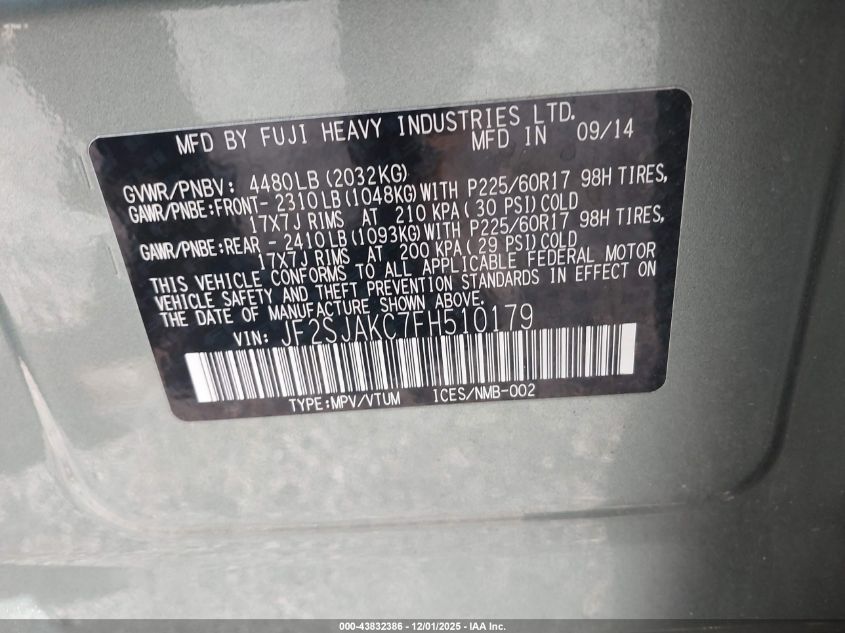 MFD BY FUJI HEAVY INDUSTRIES LTD.
MFD IN 09/14
GVWR/PNBV: 4480LB (2032KG)
GAWR/PNBE:FRONT- 2310LB (1048KG) WITH P225/60R17 98H TIRES,
17X7J RIMS AT 210 KPA ( 30 PSI) COLD
GAWR/PNBE:REAR - 2410LB (1093KG) WITH P225/60R17 98H TIRES,
17X7J RIMS AT 200 KPA ( 29 PSI) COLD
THIS VEHICLE CONFORMS TO ALL APPLICABLE FEDERAL MOTOR
VEHICLE SAFETY AND THEFT PREVENTION STANDARDS IN EFFECT ON
THE DATE OF MANUFACTURE SHOWN ABOVE.
VIN: JF2SJAKC7FH510179
TYPE:MPV/VTUM ICES/NMB-002
000-43832386 - 12/01/2025 - IAA Inc.